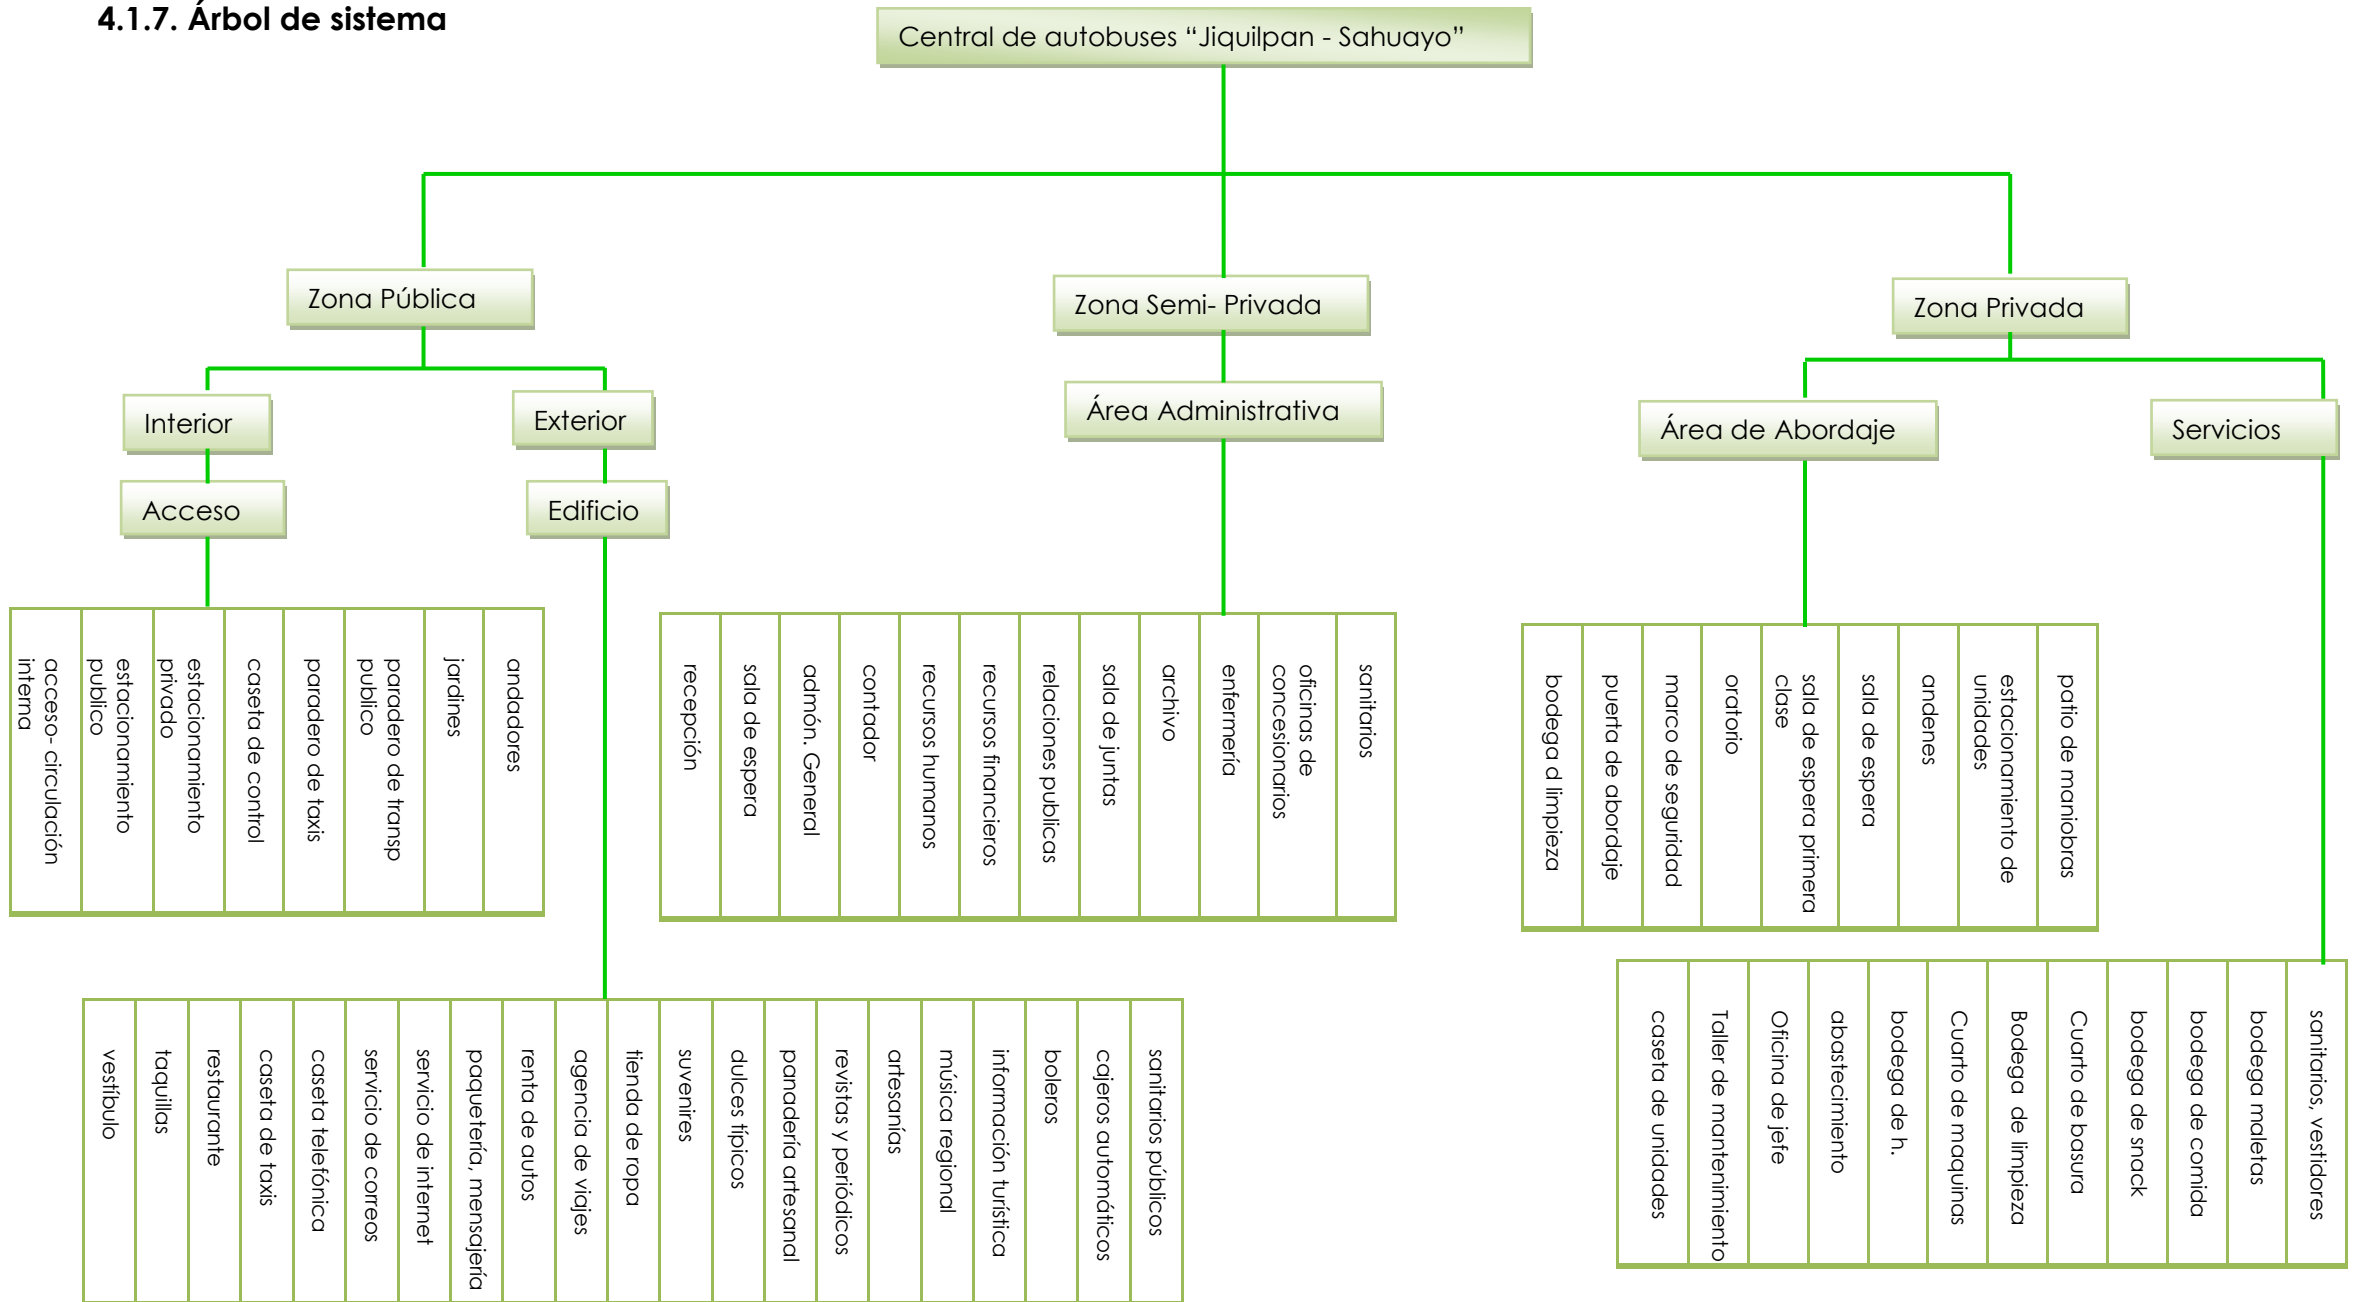 4.1.7. Árbol de sistema
Central de autobuses “Jiquilpan - Sahuayo”
Zona Pública
Zona Semi- Privada
Zona Privada
Interior
Exterior
Área Administrativa
Área de Abordaje
Servicios
Acceso
Edificio
acceso- circulación
interna
estacionamiento
publico
estacionamiento
privado
caseta de control
paradero de taxis
paradero de transp
publico
jardines
andadores
recepción
sala de espera
admón. General
contador
recursos humanos
recursos financieros
relaciones publicas
sala de juntas
archivo
enfermería
oficinas de
concesionarios
sanitarios
bodega d limpieza
puerta de abordaje
marco de seguridad
oratorio
sala de espera primera
clase
sala de espera
andenes
estacionamiento de
unidades
patio de maniobras
vestíbulo
taquillas
restaurante
caseta de taxis
caseta telefónica
servicio de correos
servicio de internet
paquetería, mensajería
renta de autos
agencia de viajes
tienda de ropa
suvenires
dulces típicos
panadería artesanal
revistas y periódicos
artesanías
música regional
información turística
boleros
cajeros automáticos
sanitarios públicos
caseta de unidades
Taller de mantenimiento
Oficina de jefe
abastecimiento
bodega de h.
Cuarto de maquinas
Bodega de limpieza
Cuarto de basura
bodega de snack
bodega de comida
bodega maletas
sanitarios, vestidores